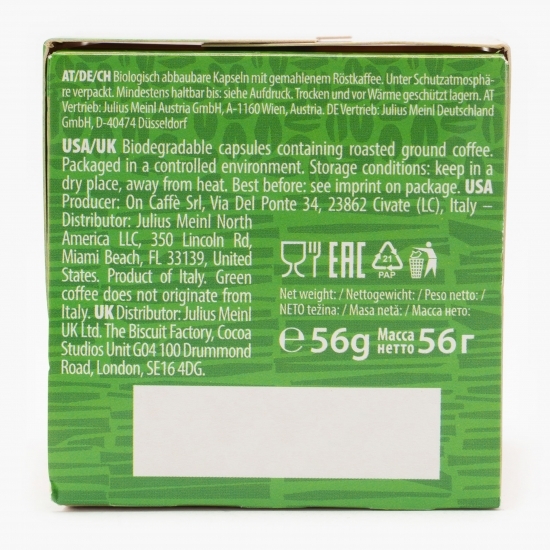 AT/DE/CH Biologisch abbaubare Kapseln mit gemahlenem Röstkaffee. Unter Schutzatmosphä-
re verpackt. Mindestens haltbar bis: siehe Aufdruck. Trocken und vor Wärme geschützt lagern. AT
Vertrieb: Julius Meinl Austria GmbH, A-1160 Wien, Austria. DE Vertrieb: Julius Meinl Deutschland
GmbH, D-40474 Düsseldorf
USA/UK Biodegradable capsules containing roasted ground coffee.
Packaged in a controlled environment. Storage conditions: keep in a
dry place, away from heat. Best before: see imprint on package. USA
Producer: On Caffè Srl, Via Del Ponte 34, 23862 Civate (LC), Italy –
Distributor: Julius Meinl North
America LLC, 350 Lincoln Rd,
Miami Beach, FL 33139, United
States. Product of Italy. Green
coffee does not originate from
Italy. UK Distributor: Julius Meinl
UK Ltd. The Biscuit Factory, Cocoa
Studios Unit G04 100 Drummond
Road, London, SE16 4DG.
EAC
21
PAP
Net weight: / Nettogewicht: / Peso netto: /
NETO težina: / Masa netă: / Масса нето:
℮ 56g Масса нетто 56 г